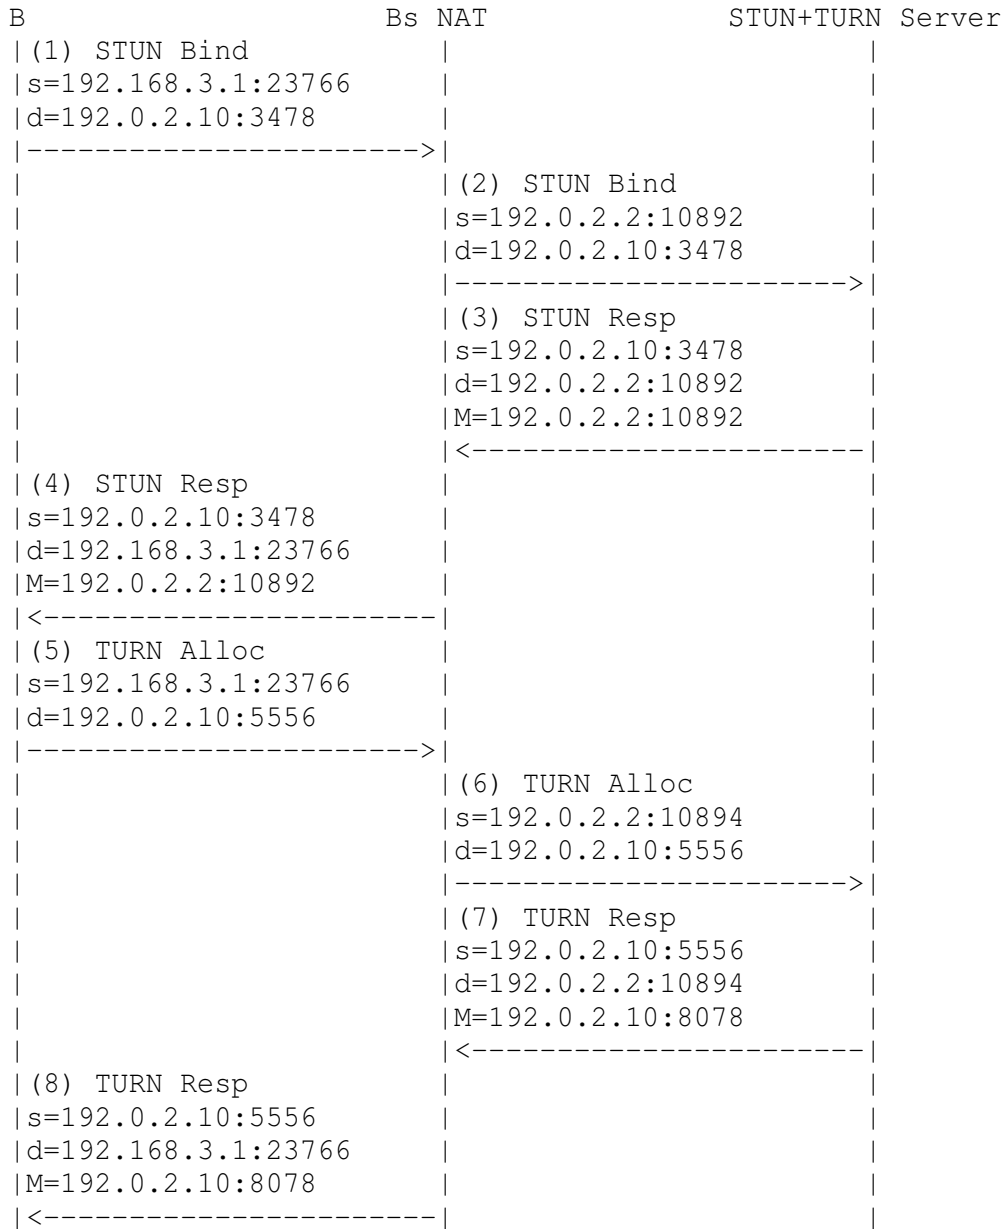 B                     Bs NAT              STUN+TURN Server
|(1) STUN Bind           |                        |
|s=192.168.3.1:23766     |                        |
|d=192.0.2.10:3478       |                        |
|----------------------->|                        |
|                        |(2) STUN Bind           |
|                        |s=192.0.2.2:10892       |
|                        |d=192.0.2.10:3478       |
|                        |----------------------->|
|                        |(3) STUN Resp           |
|                        |s=192.0.2.10:3478       |
|                        |d=192.0.2.2:10892       |
|                        |M=192.0.2.2:10892       |
|                        |<-----------------------|
|(4) STUN Resp           |                        |
|s=192.0.2.10:3478       |                        |
|d=192.168.3.1:23766     |                        |
|M=192.0.2.2:10892       |                        |
|<-----------------------|                        |
|(5) TURN Alloc          |                        |
|s=192.168.3.1:23766     |                        |
|d=192.0.2.10:5556       |                        |
|----------------------->|                        |
|                        |(6) TURN Alloc          |
|                        |s=192.0.2.2:10894       |
|                        |d=192.0.2.10:5556       |
|                        |----------------------->|
|                        |(7) TURN Resp           |
|                        |s=192.0.2.10:5556       |
|                        |d=192.0.2.2:10894       |
|                        |M=192.0.2.10:8078       |
|                        |<-----------------------|
|(8) TURN Resp           |                        |
|s=192.0.2.10:5556       |                        |
|d=192.168.3.1:23766     |                        |
|M=192.0.2.10:8078       |                        |
|<-----------------------|                        |